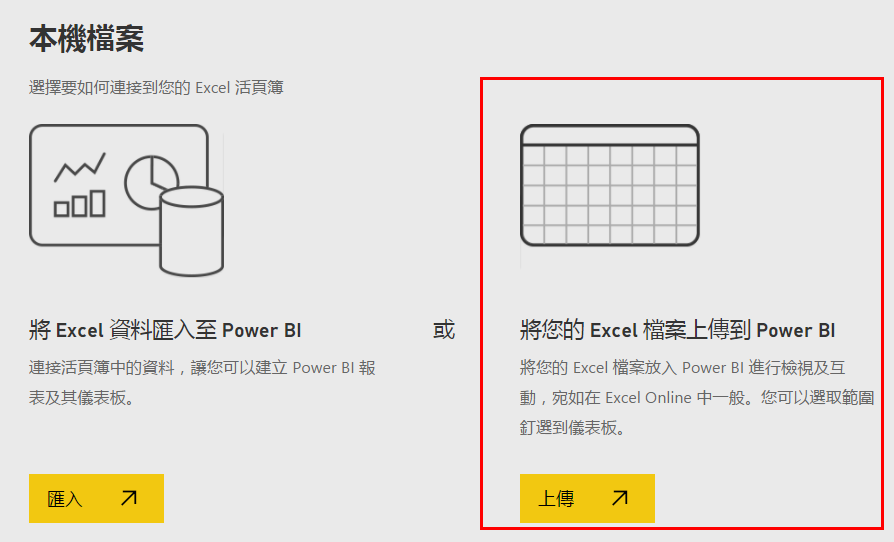 本機檔案
選擇要如何連接到您的 Excel 活頁簿
將 Excel 資料匯入至 Power BI
連接活頁簿中的資料，讓您可以建立 Power BI 報
表及其儀表板。
匯入
或
將您的 Excel 檔案上傳到 Power BI
將您的 Excel 檔案放入 Power BI 進行檢視及互
動，宛如在 Excel Online 中一般。您可以選取範圍
釘選到儀表板。
上傳